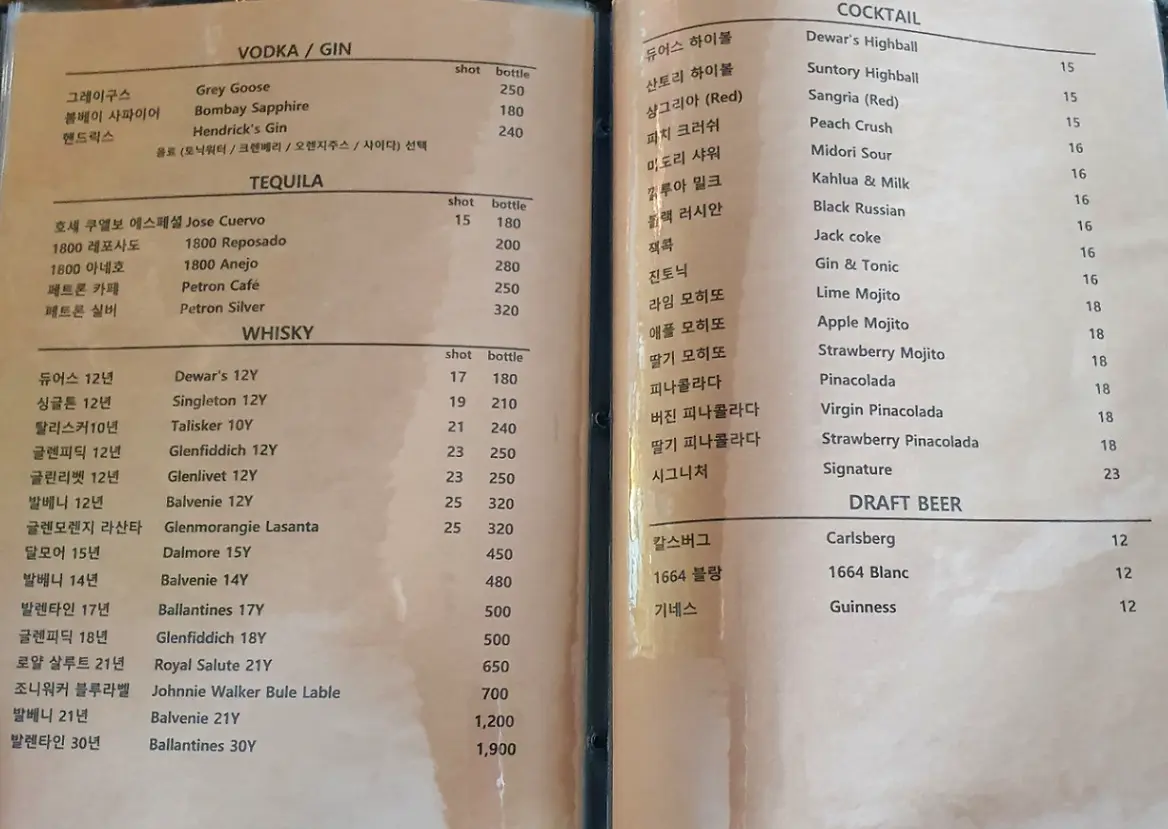 VODKA / GIN
shot bottle
그레이구스 Grey Goose 250
봄베이 사파이어 Bombay Sapphire 180
핸드릭스 Hendrick's Gin 240
음료 (토닉워터 / 크렌베리 / 오렌지주스 / 사이다) 선택
TEQUILA
shot bottle
호세 쿠엘보 에스페셜 Jose Cuervo 15 180
1800 레포사도 1800 Reposado 200
1800 아네호 1800 Anejo 280
페트론 카페 Petron Café 250
페트론 실버 Petron Silver 320
WHISKY
shot bottle
듀어스 12년 Dewar's 12Y 17 180
싱글톤 12년 Singleton 12Y 19 210
탈리스커10년 Talisker 10Y 21 240
글렌피딕 12년 Glenfiddich 12Y 23 250
글린리벳 12년 Glenlivet 12Y 23 250
발베니 12년 Balvenie 12Y 25 320
글렌모렌지 라산타 Glenmorangie Lasanta 25 320
달모어 15년 Dalmore 15Y 450
발베니 14년 Balvenie 14Y 480
발렌타인 17년 Ballantines 17Y 500
글렌피딕 18년 Glenfiddich 18Y 500
로얄 살루트 21년 Royal Salute 21Y 650
조니워커 블루라벨 Johnnie Walker Bule Lable 700
발베니 21년 Balvenie 21Y 1,200
발렌타인 30년 Ballantines 30Y 1,900
COCKTAIL
듀어스 하이볼 Dewar's Highball 15
산토리 하이볼 Suntory Highball 15
상그리아 (Red) Sangria (Red) 15
피치 크러쉬 Peach Crush 16
미도리 샤워 Midori Sour 16
깔루아 밀크 Kahlua & Milk 16
블랙 러시안 Black Russian 16
잭콕 Jack coke 16
진토닉 Gin & Tonic 16
라임 모히또 Lime Mojito 18
애플 모히또 Apple Mojito 18
딸기 모히또 Strawberry Mojito 18
피나콜라다 Pinacolada 18
버진 피나콜라다 Virgin Pinacolada 18
딸기 피나콜라다 Strawberry Pinacolada 18
시그니처 Signature 23
DRAFT BEER
칼스버그 Carlsberg 12
1664 블랑 1664 Blanc 12
기네스 Guinness 12